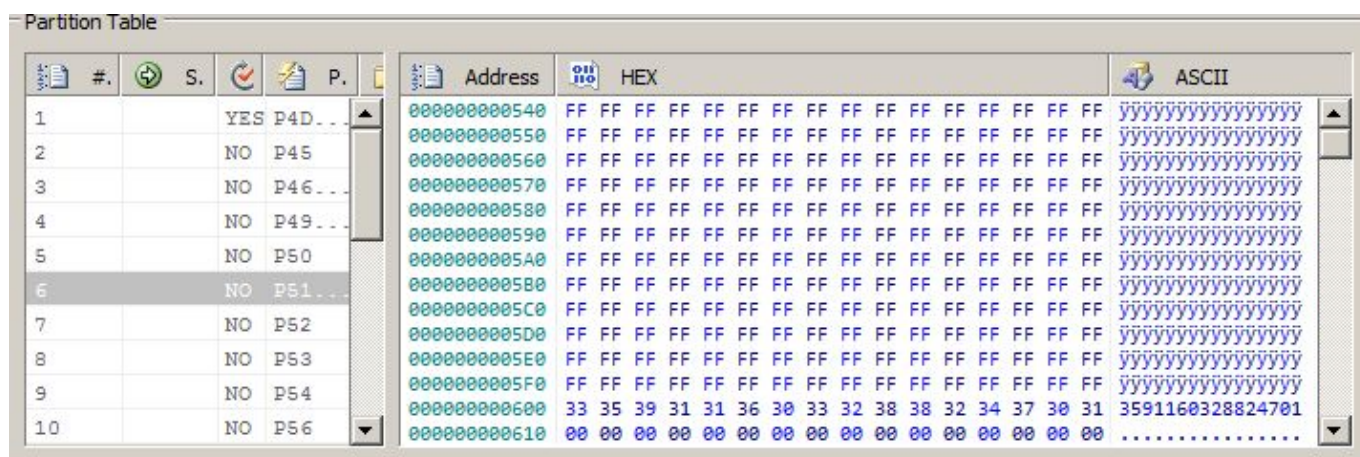 Partition Table
#. S. P. Address HEX ASCII
1 YES P4D...
2 NO P45
3 NO P46...
4 NO P49...
5 NO P50
6 NO P51...
7 NO P52
8 NO P53
9 NO P54
10 NO P56
000000000540 FF FF FF FF FF FF FF FF FF FF FF FF FF FF FF FF ÿÿÿÿÿÿÿÿÿÿÿÿÿÿÿÿ
000000000550 FF FF FF FF FF FF FF FF FF FF FF FF FF FF FF FF ÿÿÿÿÿÿÿÿÿÿÿÿÿÿÿÿ
000000000560 FF FF FF FF FF FF FF FF FF FF FF FF FF FF FF FF ÿÿÿÿÿÿÿÿÿÿÿÿÿÿÿÿ
000000000570 FF FF FF FF FF FF FF FF FF FF FF FF FF FF FF FF ÿÿÿÿÿÿÿÿÿÿÿÿÿÿÿÿ
000000000580 FF FF FF FF FF FF FF FF FF FF FF FF FF FF FF FF ÿÿÿÿÿÿÿÿÿÿÿÿÿÿÿÿ
000000000590 FF FF FF FF FF FF FF FF FF FF FF FF FF FF FF FF ÿÿÿÿÿÿÿÿÿÿÿÿÿÿÿÿ
0000000005A0 FF FF FF FF FF FF FF FF FF FF FF FF FF FF FF FF ÿÿÿÿÿÿÿÿÿÿÿÿÿÿÿÿ
0000000005B0 FF FF FF FF FF FF FF FF FF FF FF FF FF FF FF FF ÿÿÿÿÿÿÿÿÿÿÿÿÿÿÿÿ
0000000005C0 FF FF FF FF FF FF FF FF FF FF FF FF FF FF FF FF ÿÿÿÿÿÿÿÿÿÿÿÿÿÿÿÿ
0000000005D0 FF FF FF FF FF FF FF FF FF FF FF FF FF FF FF FF ÿÿÿÿÿÿÿÿÿÿÿÿÿÿÿÿ
0000000005E0 FF FF FF FF FF FF FF FF FF FF FF FF FF FF FF FF ÿÿÿÿÿÿÿÿÿÿÿÿÿÿÿÿ
0000000005F0 FF FF FF FF FF FF FF FF FF FF FF FF FF FF FF FF ÿÿÿÿÿÿÿÿÿÿÿÿÿÿÿÿ
000000000600 33 35 39 31 31 36 30 33 32 38 38 32 34 37 30 31 3591160328824701
000000000610 00 00 00 00 00 00 00 00 00 00 00 00 00 00 00 00 ................